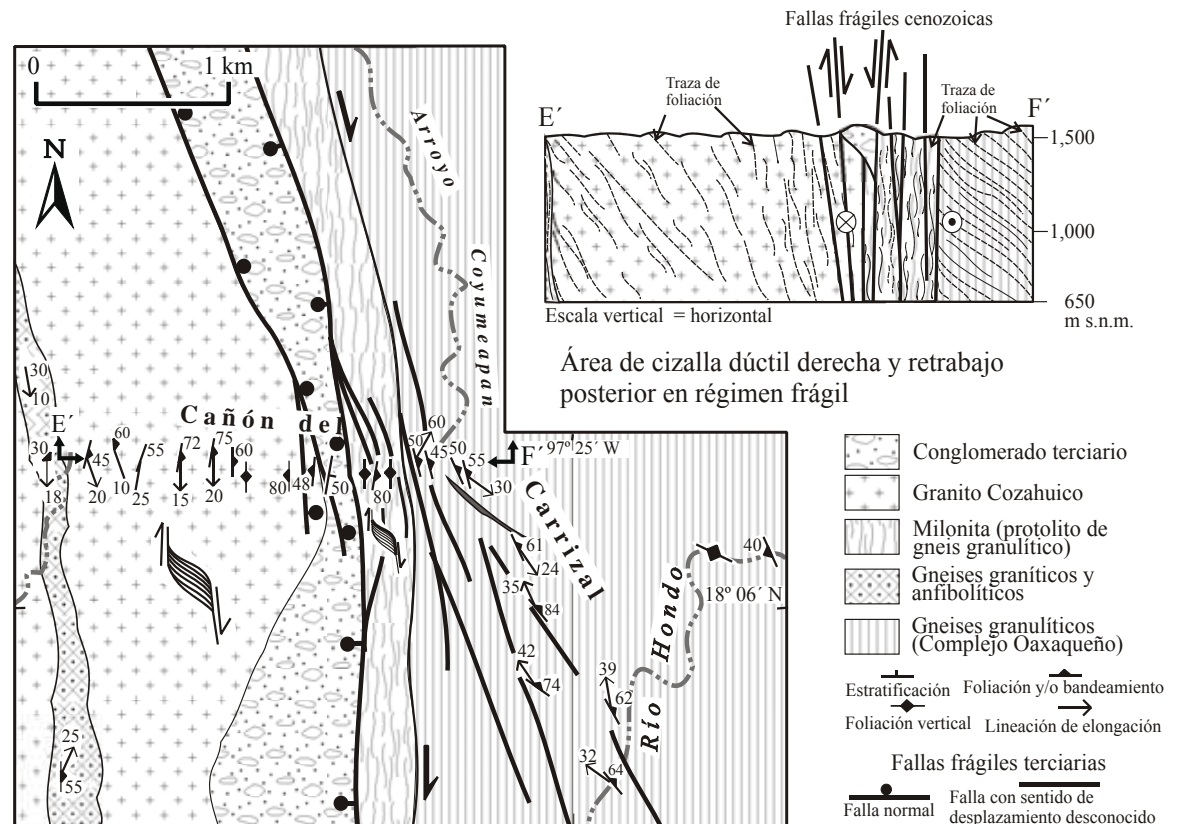 Fallas frágiles cenozoicas
0 1 km
N
Arroyo
Coyumeapan
Traza de
foliación
Traza de
foliación
E´
F´
1,500
1,000
650
m s.n.m.
Escala vertical = horizontal
Área de cizalla dúctil derecha y retrabajo
posterior en régimen frágil
30
10
E´
Cañón del
30
18
45
20
60
10
55
25
72
15
75
20
60
80
48
50
80
50
60
45
50
55
30
F´
97º 25´ W
Carrizal
61
24
35
84
42
74
39
62
32
64
40
18º 06´ N
Río Hondo
25
55
Conglomerado terciario
Granito Cozahuico
Milonita (protolito de
gneis granulítico)
Gneises graníticos y
anfibolíticos
Gneises granulíticos
(Complejo Oaxaqueño)
Estratificación
Foliación y/o bandeamiento
Foliación vertical
Lineación de elongación
Fallas frágiles terciarias
Falla normal
Falla con sentido de
desplazamiento desconocido